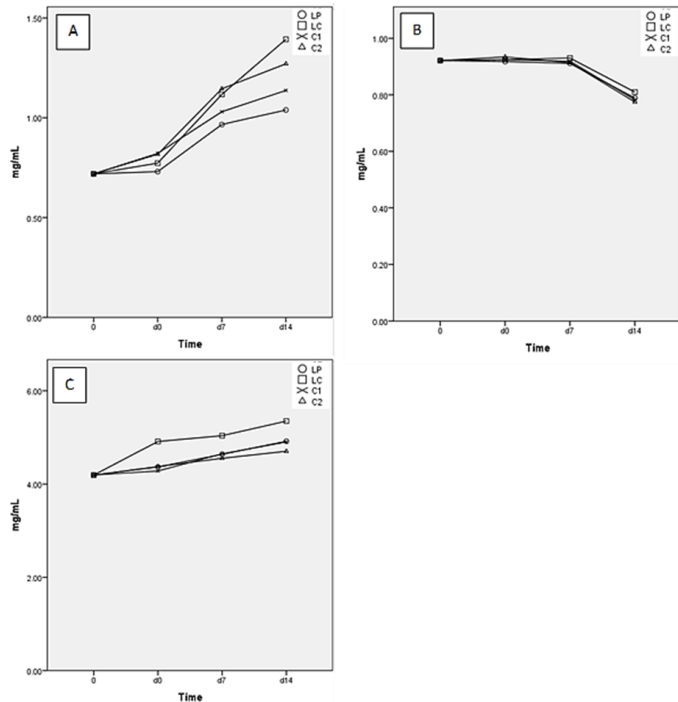 A
LP
LC
C1
C2
1.50
1.00
0.50
0.00
mg/mL
0 d0 d7 d14
Time
B
LP
LC
C1
C2
1.00
0.80
0.60
0.40
0.20
0.00
mg/mL
0 d0 d7 d14
Time
C
LP
LC
C1
C2
6.00
4.00
2.00
0.00
mg/mL
0 d0 d7 d14
Time